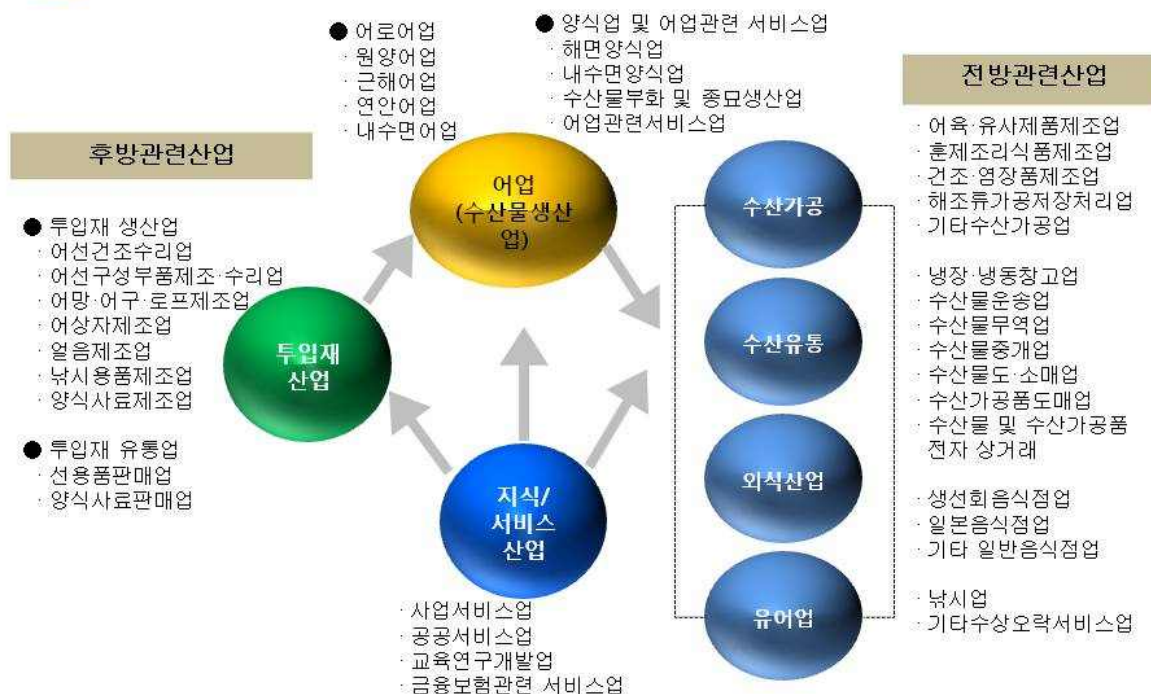 ● 어로어업
· 원양어업
· 근해어업
· 연안어업
· 내수면어업
● 양식업 및 어업관련 서비스업
· 해면양식업
· 내수면양식업
· 수산물부화 및 종묘생산업
· 어업관련서비스업
후방관련산업
● 투입재 생산업
· 어선건조수리업
· 어선구성부품제조·수리업
· 어망·어구·로프제조업
· 어상자제조업
· 얼음제조업
· 낚시용품제조업
· 양식사료제조업
● 투입재 유통업
· 선용품판매업
· 양식사료판매업
어업
(수산물생산
업)
투입재
산업
지식/
서비스
산업
· 사업서비스업
· 공공서비스업
· 교육연구개발업
· 금융보험관련 서비스업
수산가공
수산유통
외식산업
유어업
전방관련산업
· 어육·유사제품제조업
· 훈제조리식품제조업
· 건조·염장품제조업
· 해조류가공저장처리업
· 기타수산가공업
· 냉장·냉동창고업
· 수산물운송업
· 수산물무역업
· 수산물중개업
· 수산물도·소매업
· 수산가공품도매업
· 수산물 및 수산가공품
전자 상거래
· 생선회음식점업
· 일본음식점업
· 기타 일반음식점업
· 낚시업
· 기타수상오락서비스업